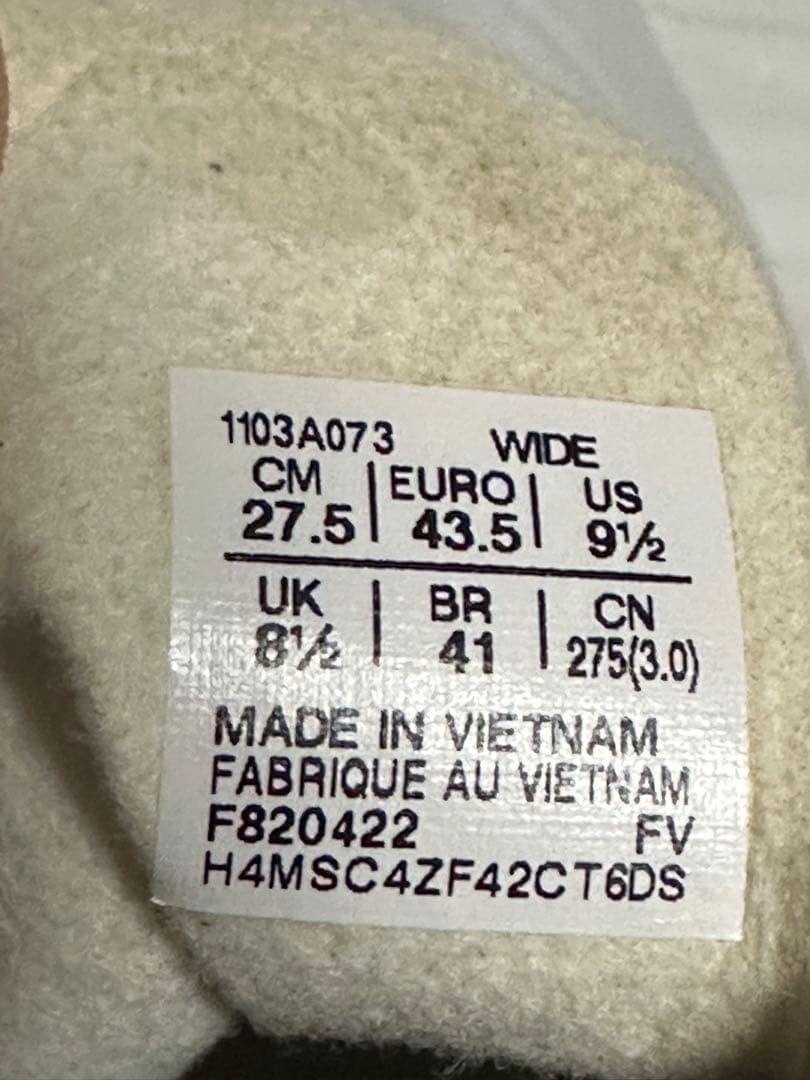 1103A073 WIDE
CM | EURO | US
27.5 | 43.5 | 9½
UK | BR | CN
8½ | 41 | 275(3.0)
MADE IN VIETNAM
FABRIQUE AU VIETNAM
F820422 FV
H4MSC4ZF42CT6DS